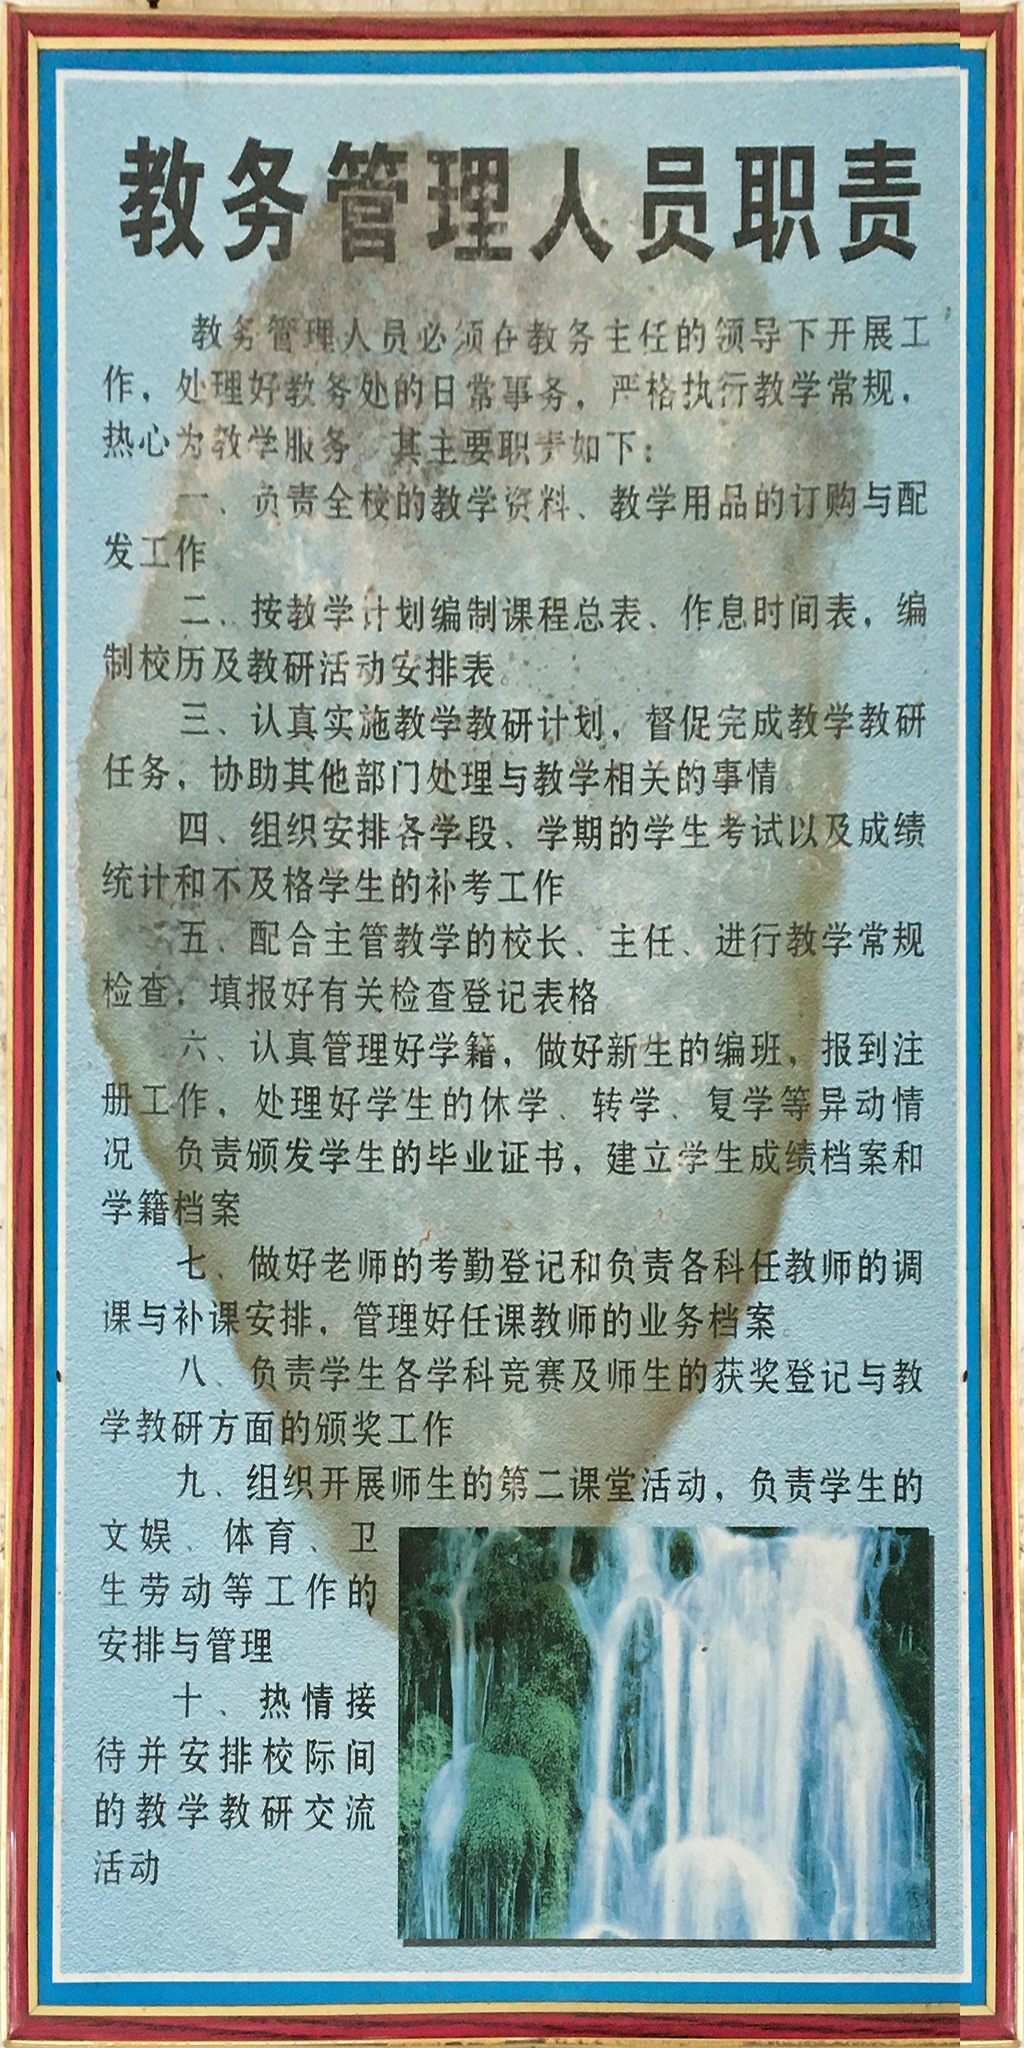 教务管理人员职责
教务管理人员必须在教务主任的领导下开展工
作，处理好教务处的日常事务，严格执行教学常规，
热心为教学服务 其主要职责如下：
一、负责全校的教学资料、教学用品的订购与配
发工作
二、按教学计划编制课程总表、作息时间表，编
制校历及教研活动安排表。
三、认真实施教学教研计划，督促完成教学教研
任务，协助其他部门处理与教学相关的事情。
四、组织安排各学段、学期的学生考试以及成绩
统计和不及格学生的补考工作
五、配合主管教学的校长、主任、进行教学常规
检查；填报好有关检查登记表格
六、认真管理好学籍，做好新生的编班，报到注
册工作，处理好学生的休学、转学、复学等异动情
况 负责颁发学生的毕业证书，建立学生成绩档案和
学籍档案
七、做好老师的考勤登记和负责各科任教师的调
课与补课安排，管理好任课教师的业务档案。
八 负责学生各学科竞赛及师生的获奖登记与教
学教研方面的颁奖工作
九、组织开展师生的第二课堂活动，负责学生的
文娱、体育、卫
生劳动等工作的
安排与管理
十、热情接
待并安排校际间
的教学教研交流
活动